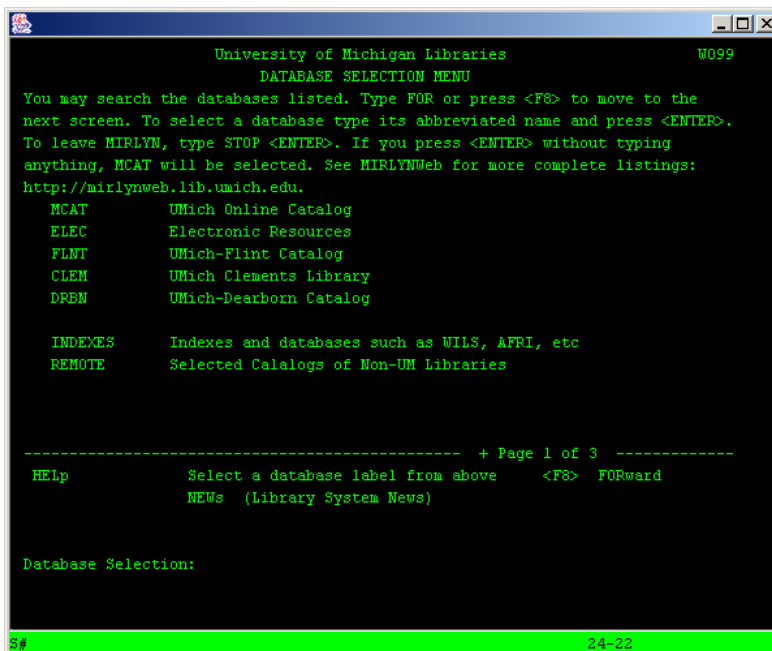 University of Michigan Libraries W099
DATABASE SELECTION MENU
You may search the databases listed. Type FOR or press <F8> to move to the
next screen. To select a database type its abbreviated name and press <ENTER>.
To leave MIRLYN, type STOP <ENTER>. If you press <ENTER> without typing
anything, MCAT will be selected. See MIRLYNWeb for more complete listings:
http://mirlynweb.lib.umich.edu.
MCAT UMich Online Catalog
ELEC Electronic Resources
FLNT UMich-Flint Catalog
CLEM UMich Clements Library
DRBN UMich-Dearborn Catalog
INDEXES Indexes and databases such as WILS, AFRI, etc
REMOTE Selected Calalogs of Non-UM Libraries
------------------------------------------------ + Page 1 of 3 -------------
HELp Select a database label from above <F8> FORward
NEWs (Library System News)
Database Selection:
S# 24-22